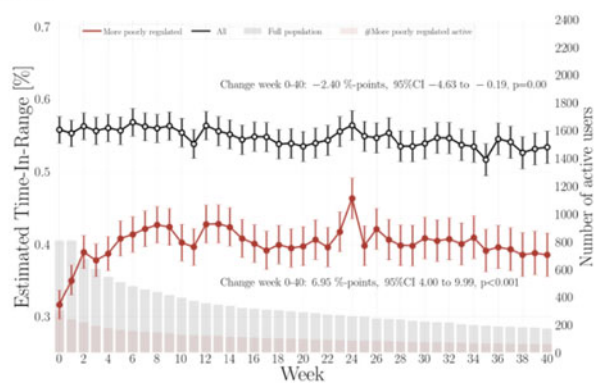 0.7
0.6
0.5
0.4
0.3
Estimated Time-In-Range [%]
More poorly regulated All Full population #More poorly regulated active
Change week 0-40: −2.40 %-points, 95%CI −4.63 to − 0.19, p=0.00
Change week 0-40: 6.95 %-points, 95%CI 4.00 to 9.99, p<0.001
2400
2200
2000
1800
1600
1400
1200
1000
800
600
400
200
0
Number of active users
0 2 4 6 8 10 12 14 16 18 20 22 24 26 28 30 32 34 36 38 40
Week